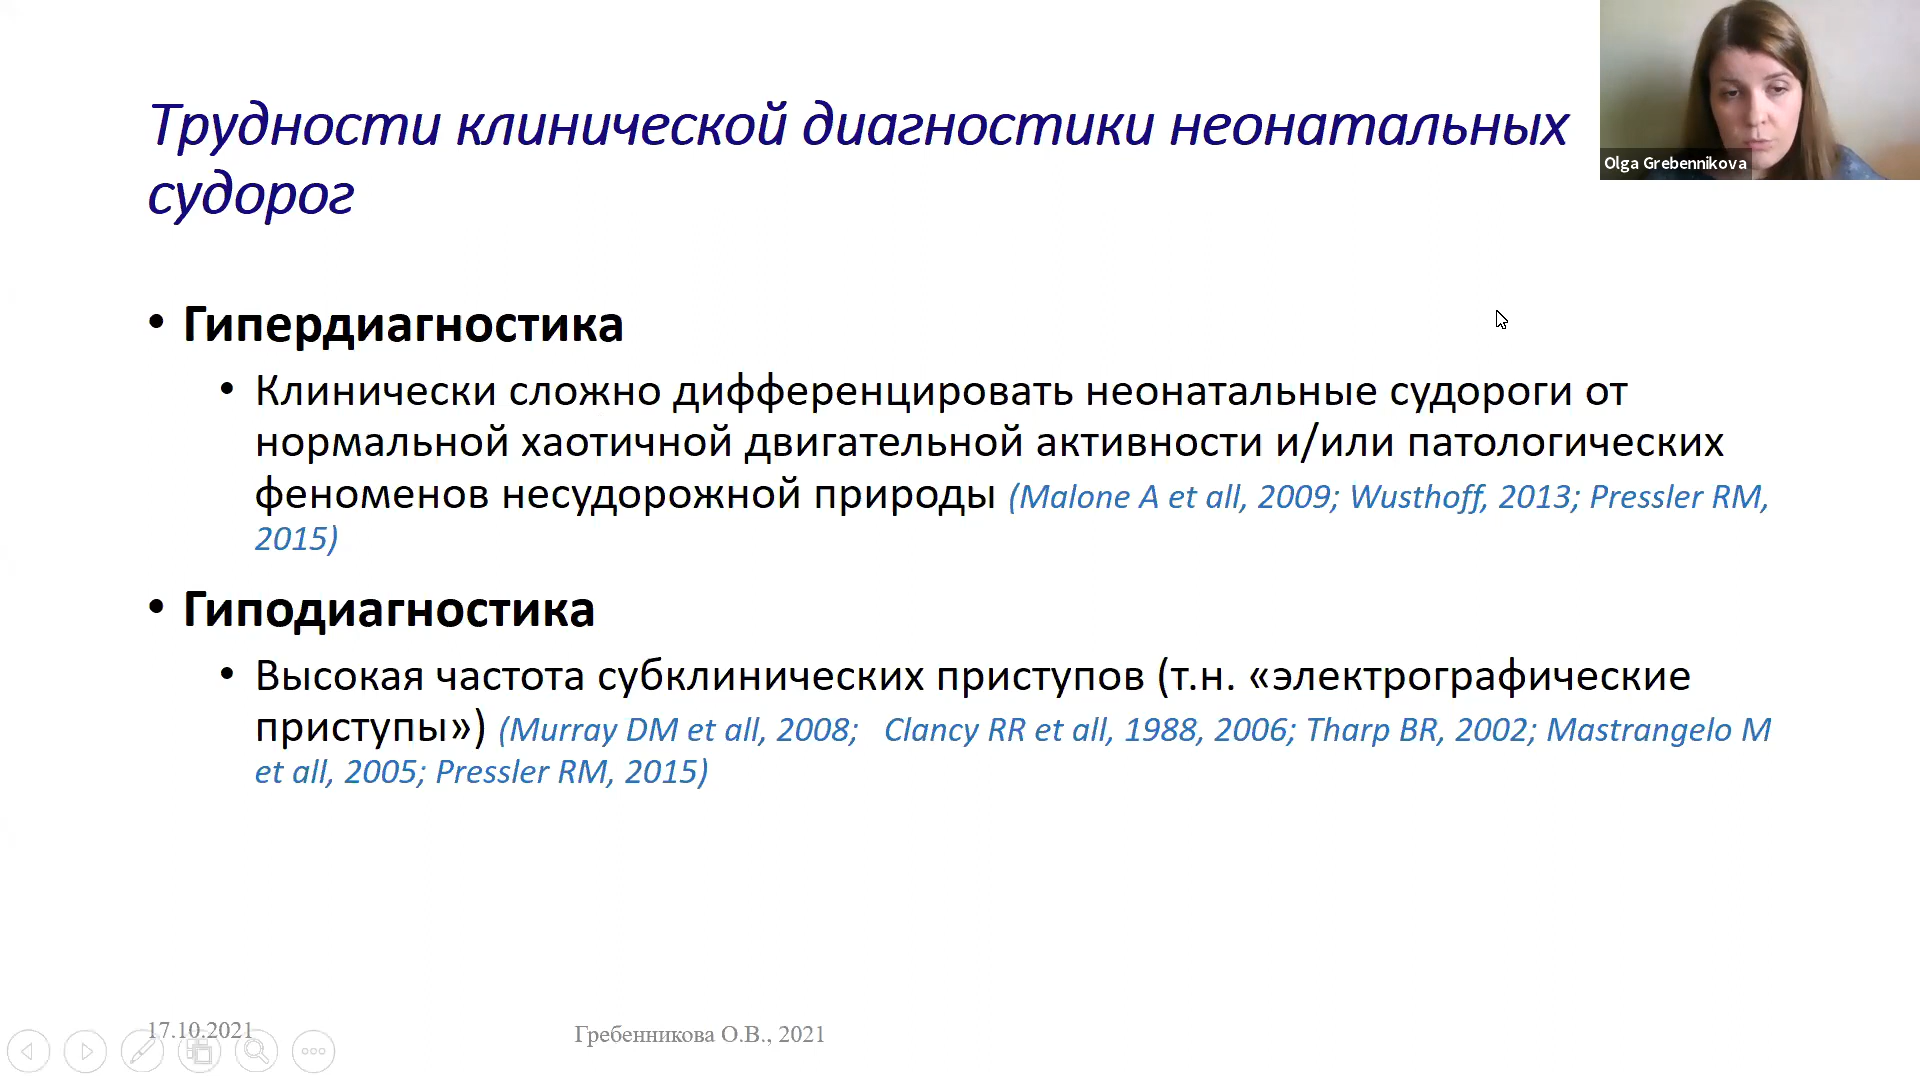 Трудности клинической диагностики неонатальных
судорог
Olga Grebennikova
• Гипердиагностика
• Клинически сложно дифференцировать неонатальные судороги от
нормальной хаотичной двигательной активности и/или патологических
феноменов несудорожной природы (Malone A et all, 2009; Wusthoff, 2013; Pressler RM,
2015)
• Гиподиагностика
• Высокая частота субклинических приступов (т.н. «электрографические
приступы») (Murray DM et all, 2008; Clancy RR et all, 1988, 2006; Tharp BR, 2002; Mastrangelo M
et all, 2005; Pressler RM, 2015)
17.10.2021
Гребенникова О.В., 2021